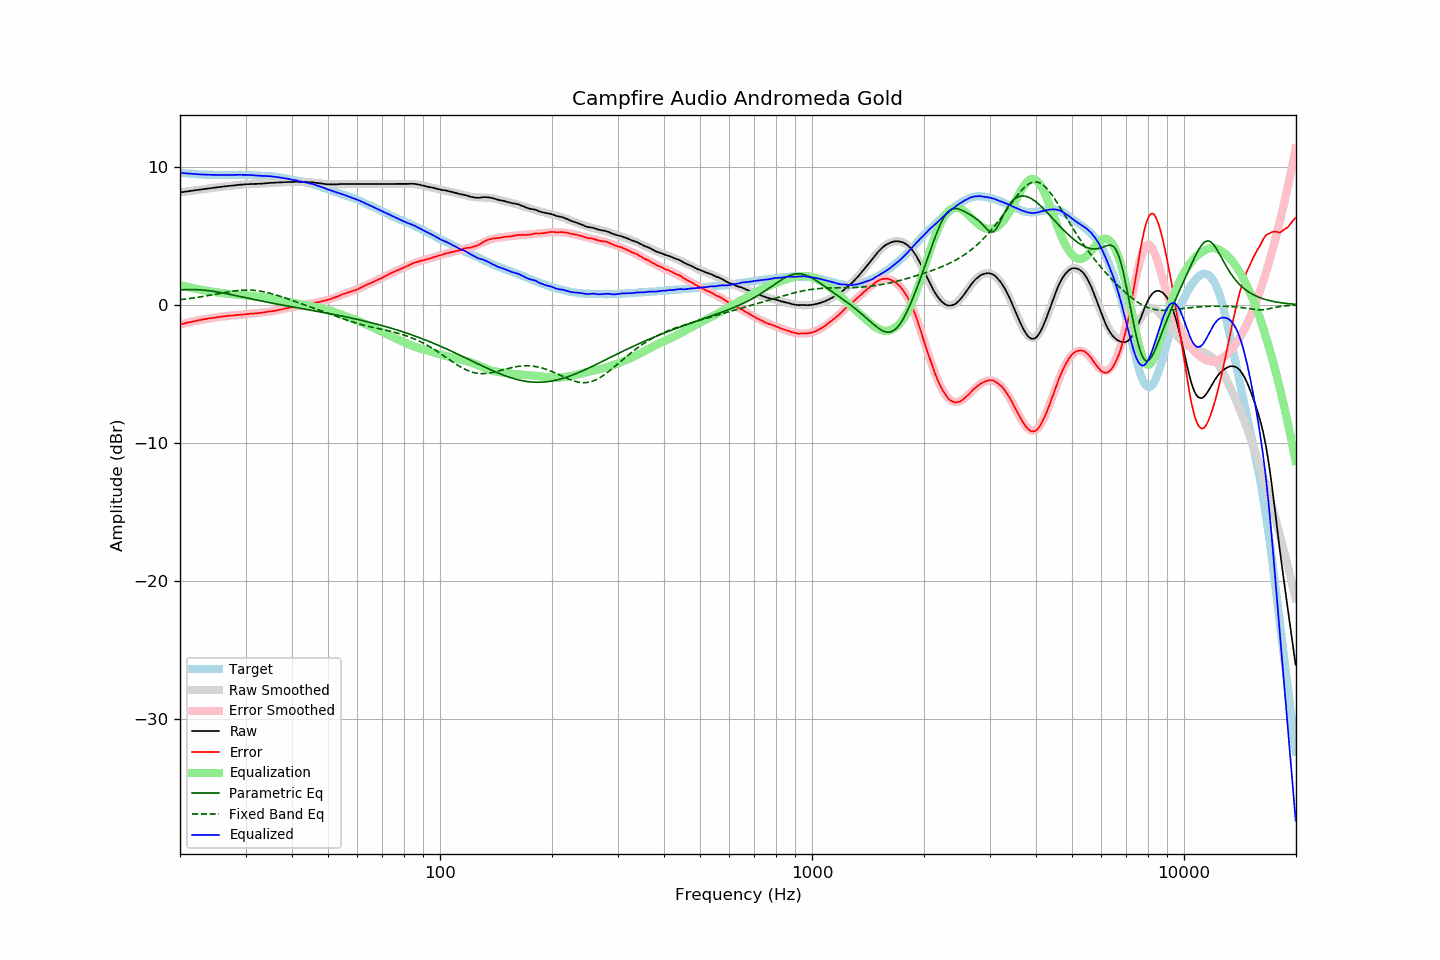 Campfire Audio Andromeda Gold
10
0
−10
−20
−30
Amplitude (dBr)
Target
Raw Smoothed
Error Smoothed
Raw
Error
Equalization
Parametric Eq
Fixed Band Eq
Equalized
100
1000
10000
Frequency (Hz)